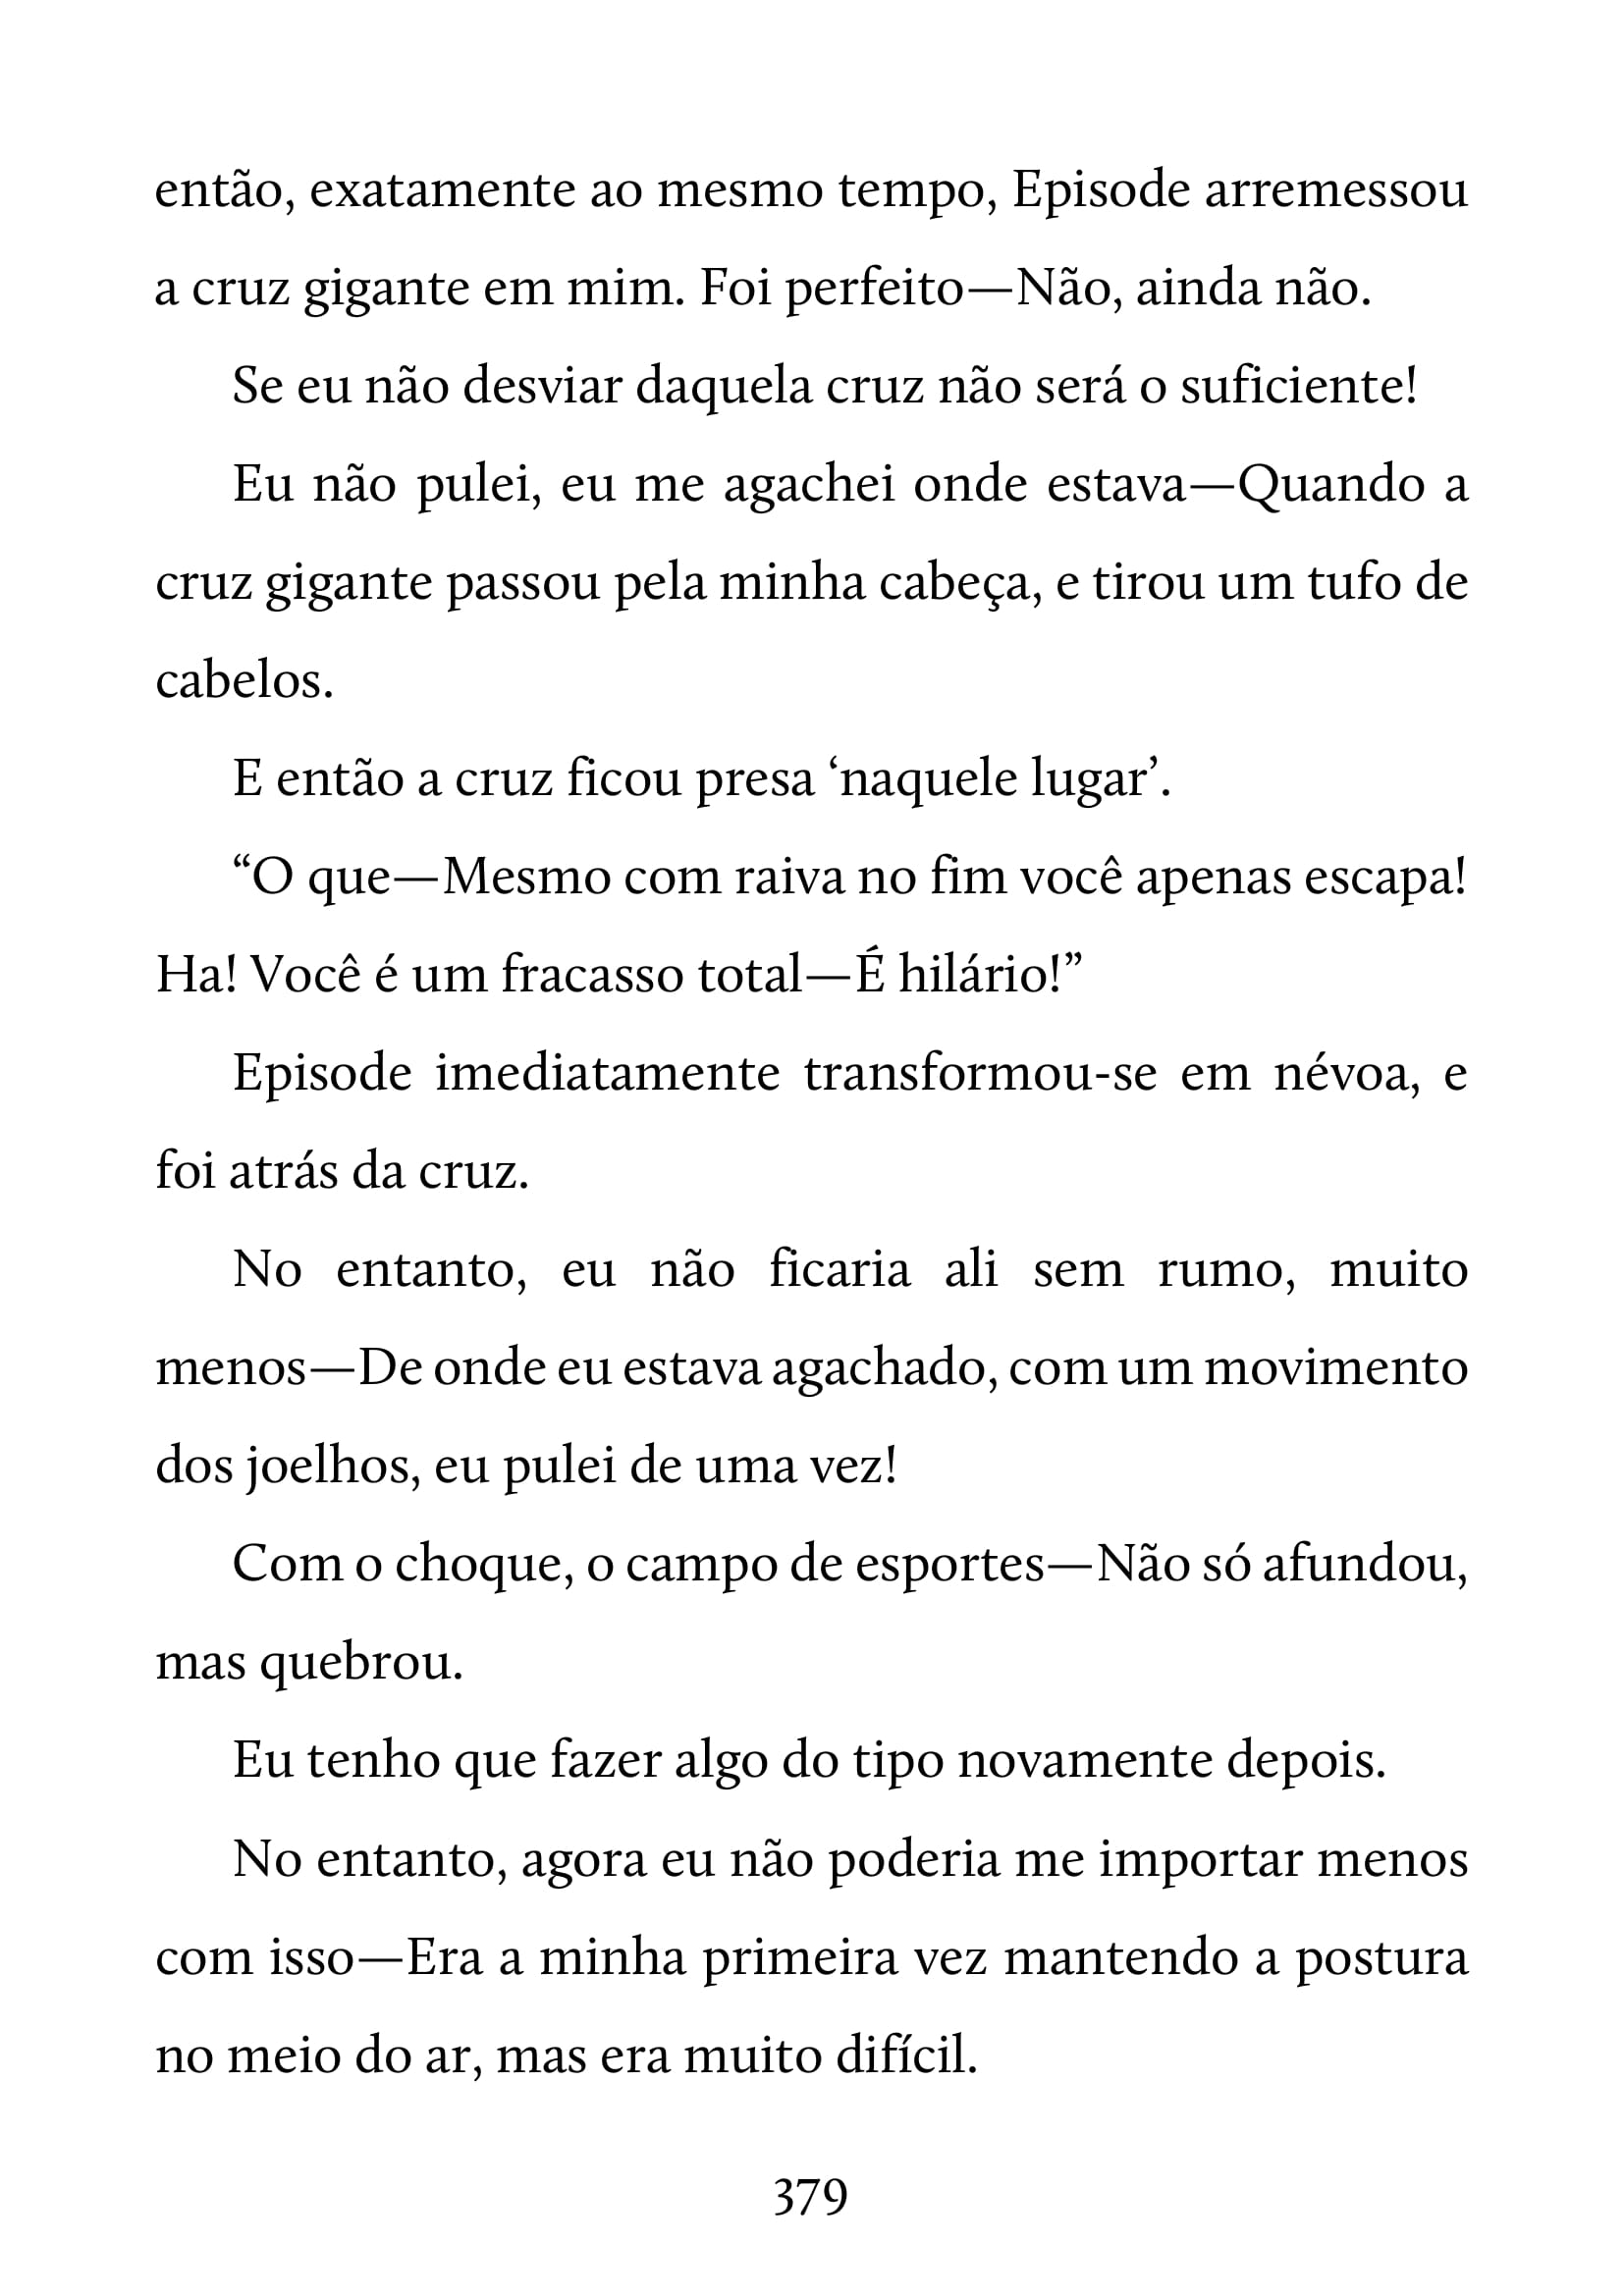 então, exatamente ao mesmo tempo, Episode arremessou
a cruz gigante em mim. Foi perfeito—Não, ainda não.
Se eu não desviar daquela cruz não será o suficiente!
Eu não pulei, eu me agachei onde estava—Quando a
cruz gigante passou pela minha cabeça, e tirou um tufo de
cabelos.
E então a cruz ficou presa ‘naquele lugar’.
“O que—Mesmo com raiva no fim você apenas escapa!
Ha! Você é um fracasso total—É hilário!”
Episode imediatamente transformou-se em névoa, e
foi atrás da cruz.
No entanto, eu não ficaria ali sem rumo, muito
menos—De onde eu estava agachado, com um movimento
dos joelhos, eu pulei de uma vez!
Com o choque, o campo de esportes—Não só afundou,
mas quebrou.
Eu tenho que fazer algo do tipo novamente depois.
No entanto, agora eu não poderia me importar menos
com isso—Era a minha primeira vez mantendo a postura
no meio do ar, mas era muito difícil.
379